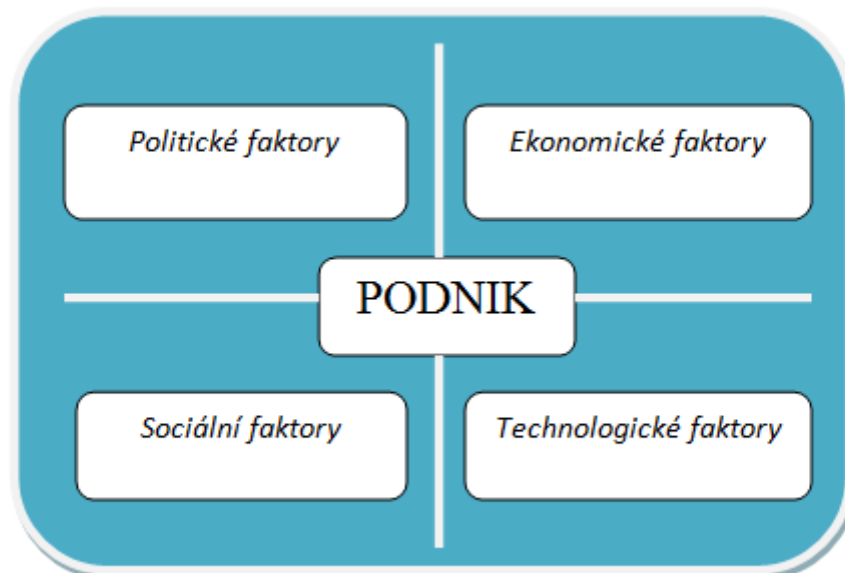 Politické faktory
Ekonomické faktory
PODNIK
Sociální faktory
Technologické faktory